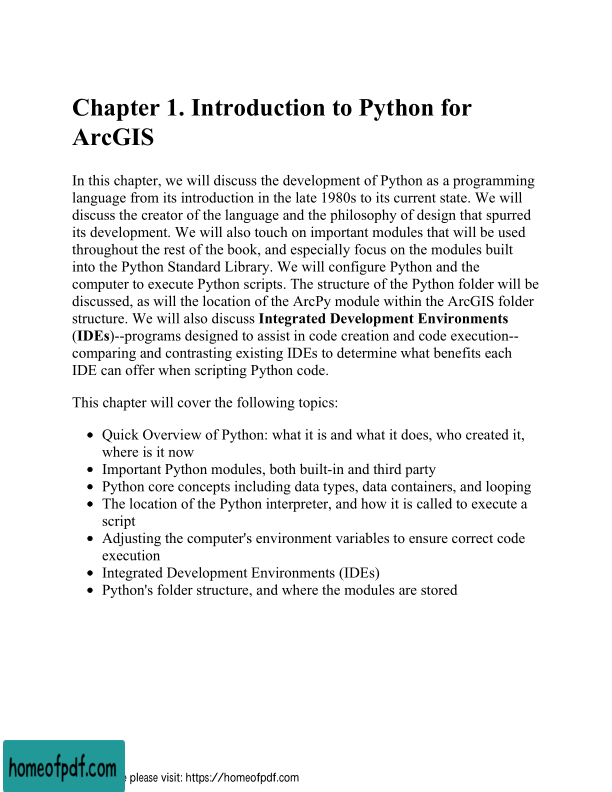 Chapter 1. Introduction to Python for
ArcGIS
In this chapter, we will discuss the development of Python as a programming
language from its introduction in the late 1980s to its current state. We will
discuss the creator of the language and the philosophy of design that spurred
its development. We will also touch on important modules that will be used
throughout the rest of the book, and especially focus on the modules built
into the Python Standard Library. We will configure Python and the
computer to execute Python scripts. The structure of the Python folder will be
discussed, as will the location of the ArcPy module within the ArcGIS folder
structure. We will also discuss Integrated Development Environments
(IDEs)--programs designed to assist in code creation and code execution--
comparing and contrasting existing IDEs to determine what benefits each
IDE can offer when scripting Python code.
This chapter will cover the following topics:
• Quick Overview of Python: what it is and what it does, who created it,
where is it now
• Important Python modules, both built-in and third party
• Python core concepts including data types, data containers, and looping
• The location of the Python interpreter, and how it is called to execute a
script
• Adjusting the computer's environment variables to ensure correct code
execution
• Integrated Development Environments (IDEs)
• Python's folder structure, and where the modules are stored
homeofpdf.com
please visit: https://homeofpdf.com